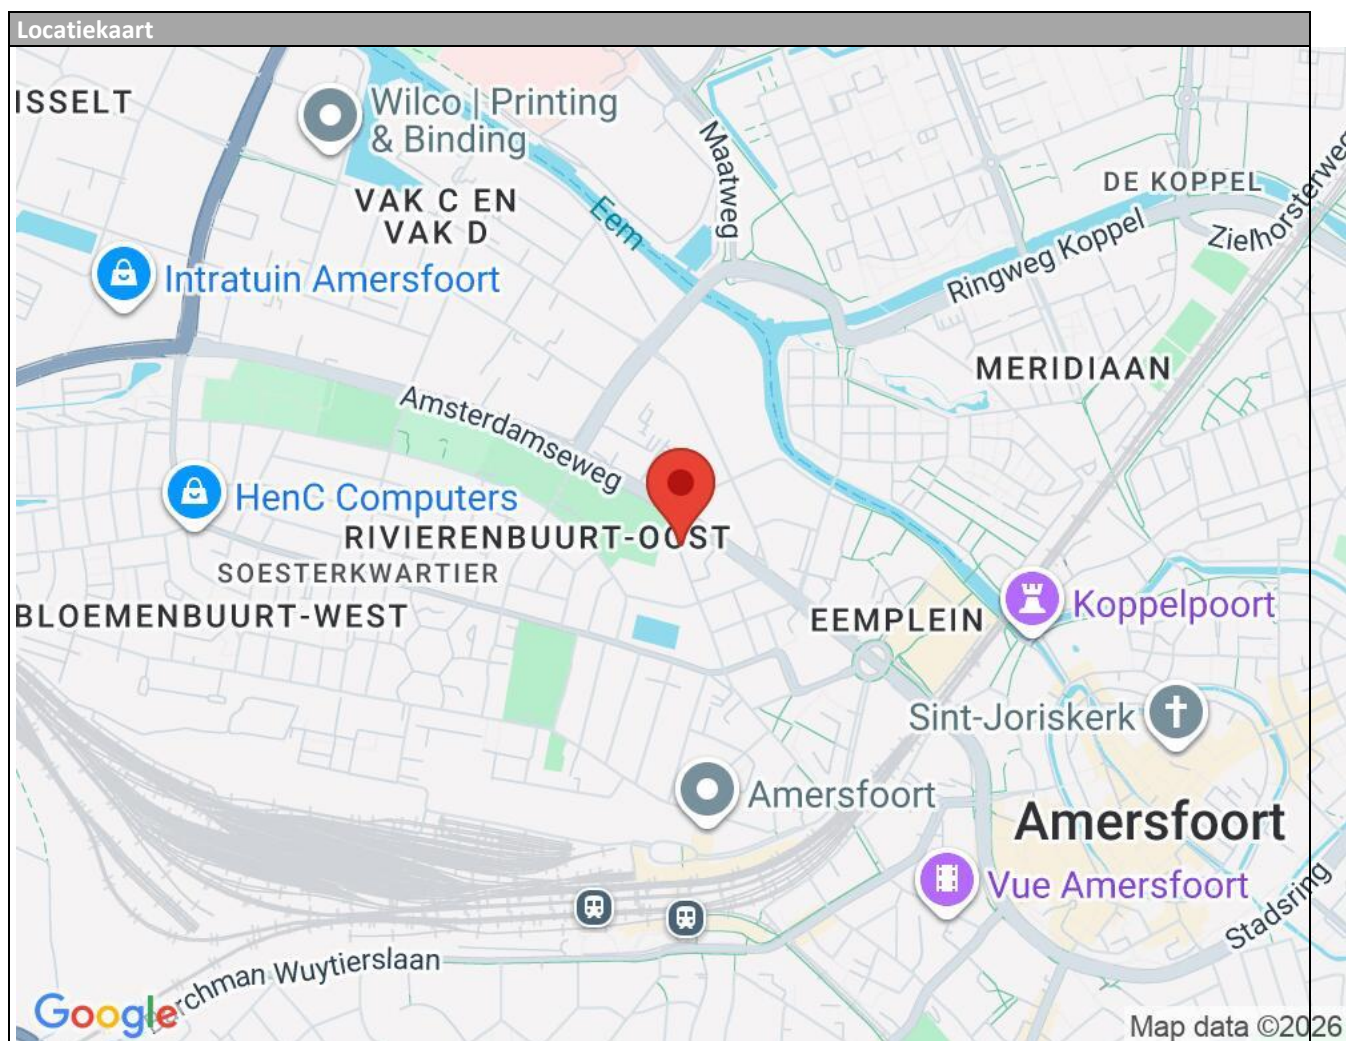 Locatiekaart
ISSELT
Wilco | Printing
& Binding
Maatweg
DE KOPPEL
VAK C EN
VAK D
Eem
Zielhorsterweg
Ringweg Koppel
Intratuin Amersfoort
MERIDIAAN
Amsterdamseweg
HenC Computers
RIVIERENBUURT-OOST
SOESTERKWARTIER
BLOEMENBUURT-WEST
EEMPLEIN
Koppelpoort
Sint-Joriskerk
Amersfoort
Amersfoort
Vue Amersfoort
Stadsring
Borchman Wuytierslaan
Google
Map data ©2026